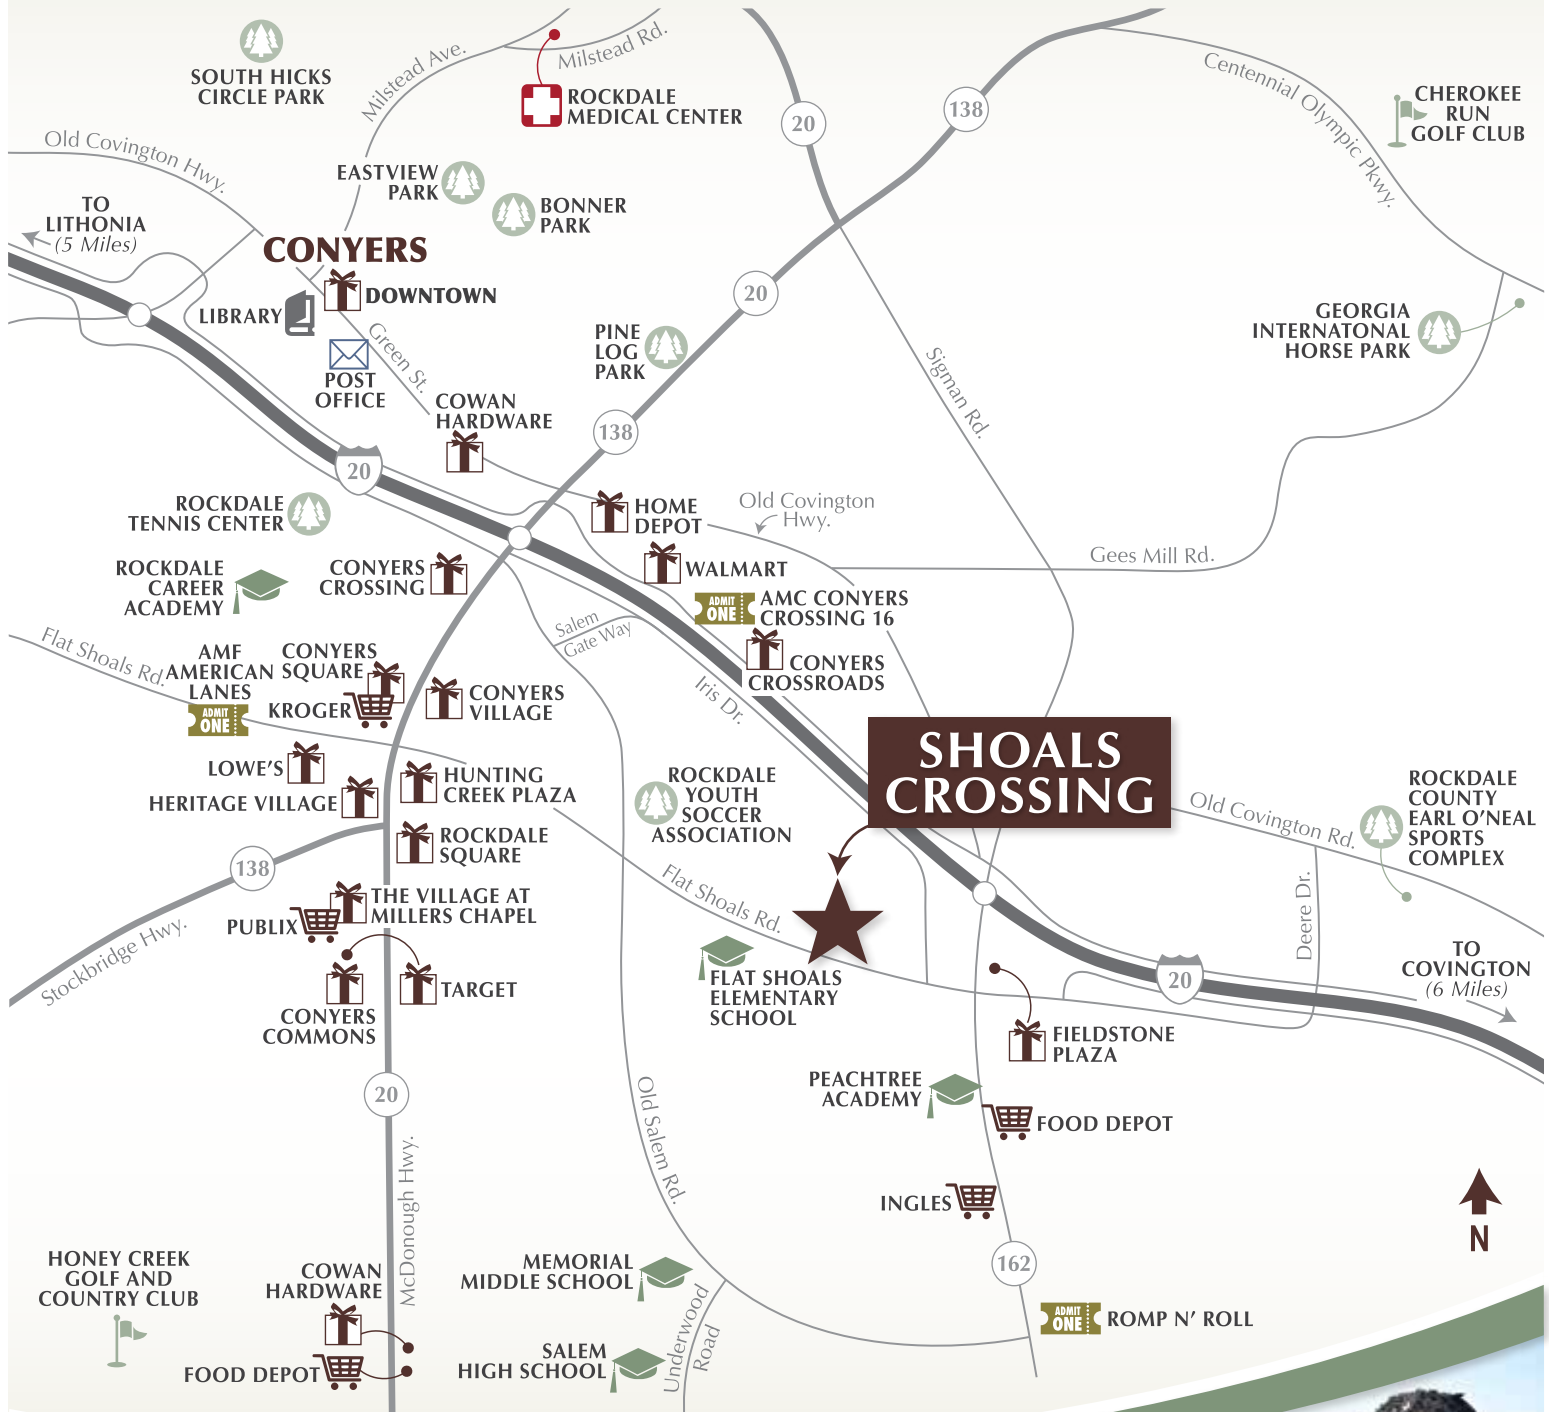 SOUTH HICKS
CIRCLE PARK
Milstead Ave.
Milstead Rd.
ROCKDALE
MEDICAL CENTER
20
138
Centennial Olympic Pkwy.
CHEROKEE
RUN
GOLF CLUB
Old Covington Hwy.
EASTVIEW
PARK
BONNER
PARK
TO
LITHONIA
(5 Miles)
CONYERS
DOWNTOWN
LIBRARY
Green St.
POST
OFFICE
20
PINE
LOG
PARK
Sigman Rd.
GEORGIA
INTERNATONAL
HORSE PARK
COWAN
HARDWARE
138
20
ROCKDALE
TENNIS CENTER
HOME
DEPOT
Old Covington
Hwy.
Gees Mill Rd.
ROCKDALE
CAREER
ACADEMY
CONYERS
CROSSING
WALMART
ADMIT
ONE
AMC CONYERS
CROSSING 16
Salem
Gate Way
CONYERS
CROSSROADS
Iris Dr.
Flat Shoals Rd.
AMF
AMERICAN
LANES
ADMIT
ONE
CONYERS
SQUARE
KROGER
CONYERS
VILLAGE
SHOALS
CROSSING
LOWE'S
HERITAGE VILLAGE
HUNTING
CREEK PLAZA
ROCKDALE
YOUTH
SOCCER
ASSOCIATION
Old Covington Rd.
ROCKDALE
COUNTY
EARL O'NEAL
SPORTS
COMPLEX
ROCKDALE
SQUARE
138
Stockbridge Hwy.
THE VILLAGE AT
MILLERS CHAPEL
PUBLIX
Flat Shoals Rd.
Deere Dr.
TARGET
CONYERS
COMMONS
FLAT SHOALS
ELEMENTARY
SCHOOL
20
TO
COVINGTON
(6 Miles)
FIELDSTONE
PLAZA
PEACHTREE
ACADEMY
FOOD DEPOT
20
McDonough Hwy.
Old Salem Rd.
INGLES
N
162
HONEY CREEK
GOLF AND
COUNTRY CLUB
COWAN
HARDWARE
FOOD DEPOT
MEMORIAL
MIDDLE SCHOOL
SALEM
HIGH SCHOOL
Underwood
Road
ADMIT
ONE
ROMP N' ROLL